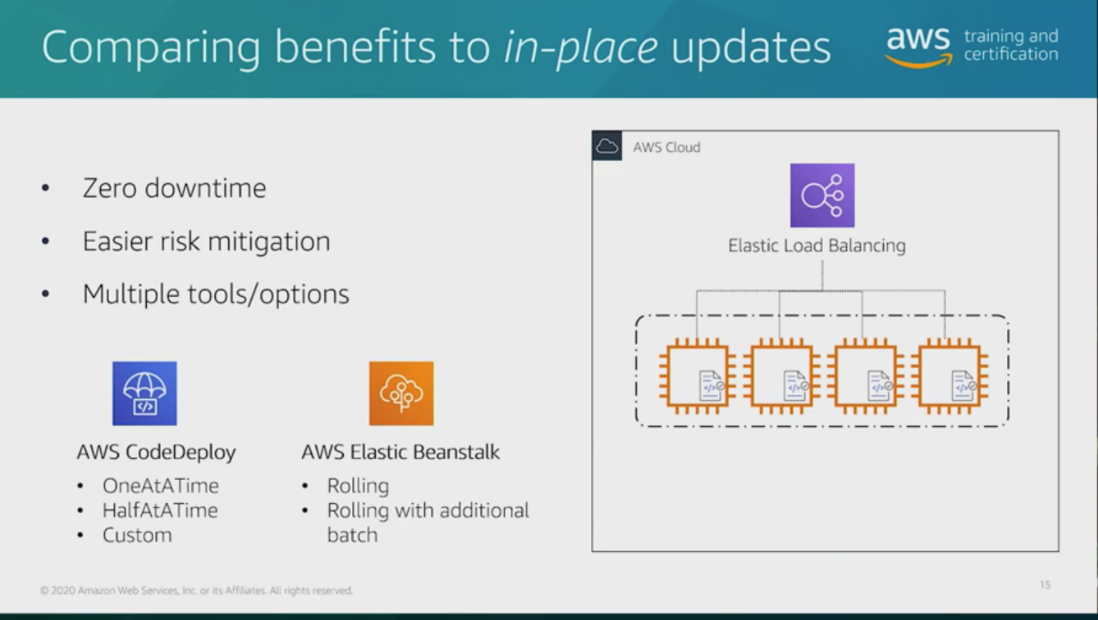 Comparing benefits to in-place updates
aws training and
certification
• Zero downtime
• Easier risk mitigation
• Multiple tools/options
AWS CodeDeploy
• OneAtATime
• HalfAtATime
• Custom
AWS Elastic Beanstalk
• Rolling
• Rolling with additional
batch
AWS Cloud
Elastic Load Balancing
</>
</>
</>
</>
© 2020 Amazon Web Services, Inc. or its Affiliates. All rights reserved.
15